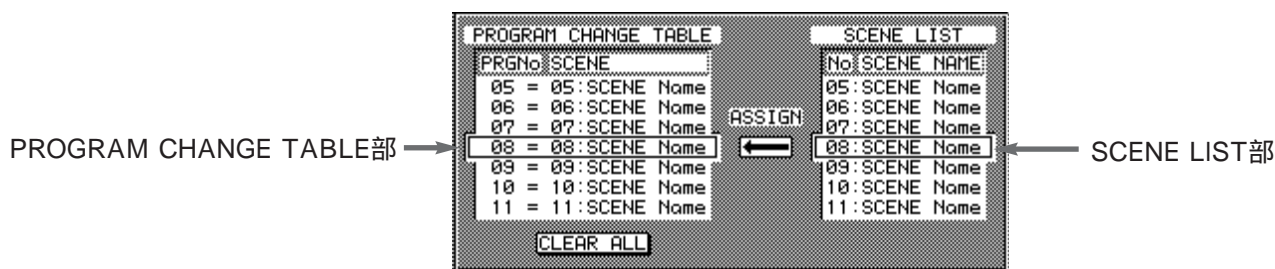 PROGRAM CHANGE TABLE SCENE LIST
PRGNo SCENE No SCENE NAME
05 = 05:SCENE Name 05:SCENE Name
06 = 06:SCENE Name 06:SCENE Name
ASSIGN
07 = 07:SCENE Name 07:SCENE Name
PROGRAM CHANGE TABLE部 08 = 08:SCENE Name 08:SCENE Name SCENE LIST部
09 = 09:SCENE Name 09:SCENE Name
10 = 10:SCENE Name 10:SCENE Name
11 = 11:SCENE Name 11:SCENE Name
CLEAR ALL